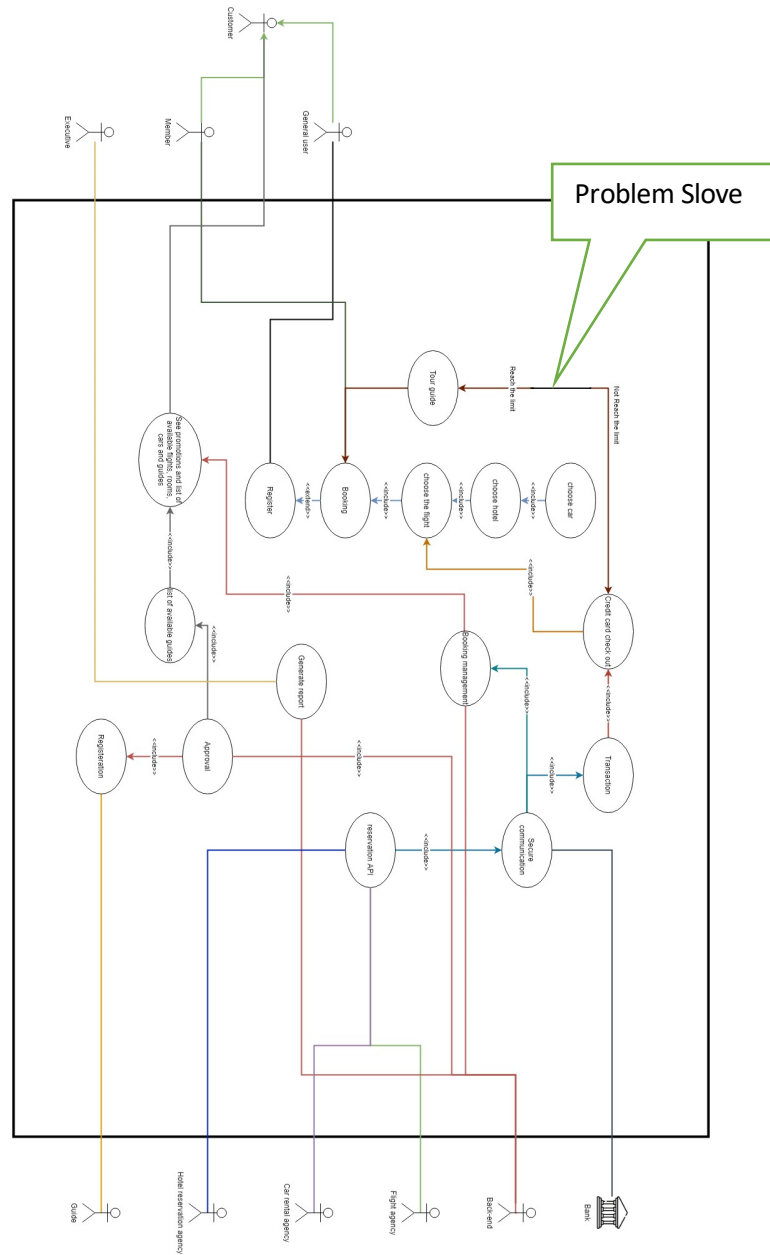 Customer
Executive
Member
General user
Problem Slove
Tour guide
Reach the limit
Not Reach the limit
See promotions and list of
available flights, rooms,
cars and guides
Register
<<extend>>
Booking
<<include>>
choose the flight
<<include>>
choose hotel
<<include>>
choose car
<<include>>
<<include>>
<<include>>
list of available guides
<<include>>
Generate report
Booking management
Credit card check out
<<include>>
<<include>>
<<include>>
Registeration
<<include>>
Approval
<<include>>
Transaction
reservation API
<<include>>
Secure
communication
Guide
Hotel reservation agency
Car rental agency
Flight agency
Back-end
Bank